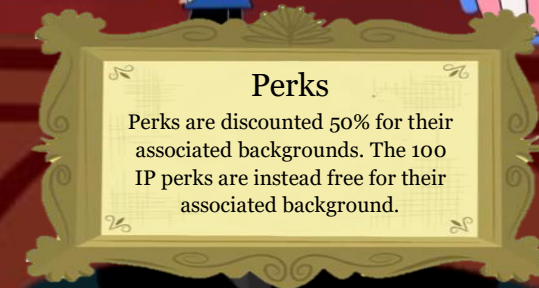 Perks
Perks are discounted 50% for their
associated backgrounds. The 100
IP perks are instead free for their
associated background.